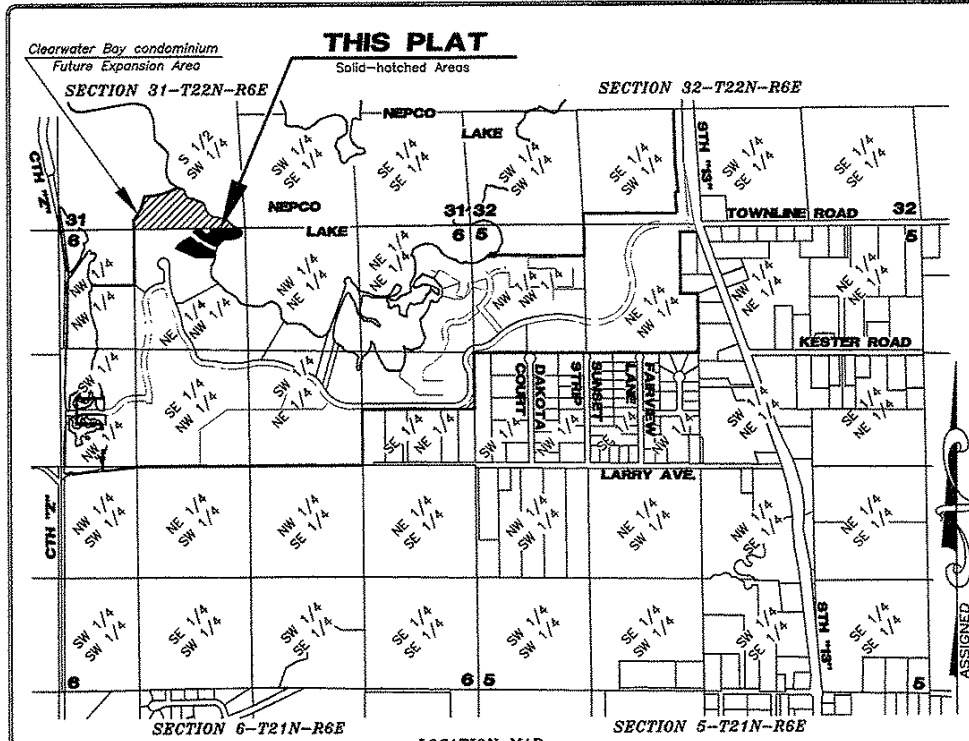 THIS PLAT
Solid-hatched Areas
Clearwater Bay condominium
Future Expansion Area
SECTION 31-T22N-R6E
SECTION 32-T22N-R6E
NEPCO
LAKE
S 1/2
SW 1/4
SW 1/4
SE 1/4
SE 1/4
SE 1/4
SW 1/4
SW 1/4
SE 1/4
SW 1/4
SW 1/4
SE 1/4
SE 1/4
SE 1/4
STH "13"
CTH "Z"
NEPCO
LAKE
31
6
31 32
6 5
TOWNLINE ROAD
32
5
NW 1/4
NW 1/4
NE 1/4
NW 1/4
NW 1/4
NE 1/4
NE 1/4
NE 1/4
NW 1/4
NW 1/4
NE 1/4
NW 1/4
NW 1/4
NE 1/4
NE 1/4
NE 1/4
KESTER ROAD
SW 1/4
NW 1/4
SE 1/4
NW 1/4
SW 1/4
NE 1/4
SE 1/4
NE 1/4
SW 1/4
NW 1/4
SE 1/4
NW 1/4
SW 1/4
NE 1/4
SE 1/4
NE 1/4
COURT
DAKOTA
STRIP
SUNSET
LANE
FAIRVIEW
LARRY AVE.
CTH "Z"
NW 1/4
SW 1/4
NE 1/4
SW 1/4
NW 1/4
SE 1/4
NE 1/4
SE 1/4
NW 1/4
SW 1/4
NE 1/4
SW 1/4
NW 1/4
SE 1/4
NE 1/4
SE 1/4
SW 1/4
SW 1/4
SE 1/4
SW 1/4
SW 1/4
SE 1/4
SE 1/4
SE 1/4
SW 1/4
SW 1/4
SE 1/4
SW 1/4
SW 1/4
SE 1/4
SE 1/4
SE 1/4
STH "13"
ASSIGNED
6
6 5
5
SECTION 6-T21N-R6E
SECTION 5-T21N-R6E
LOCATION MAP